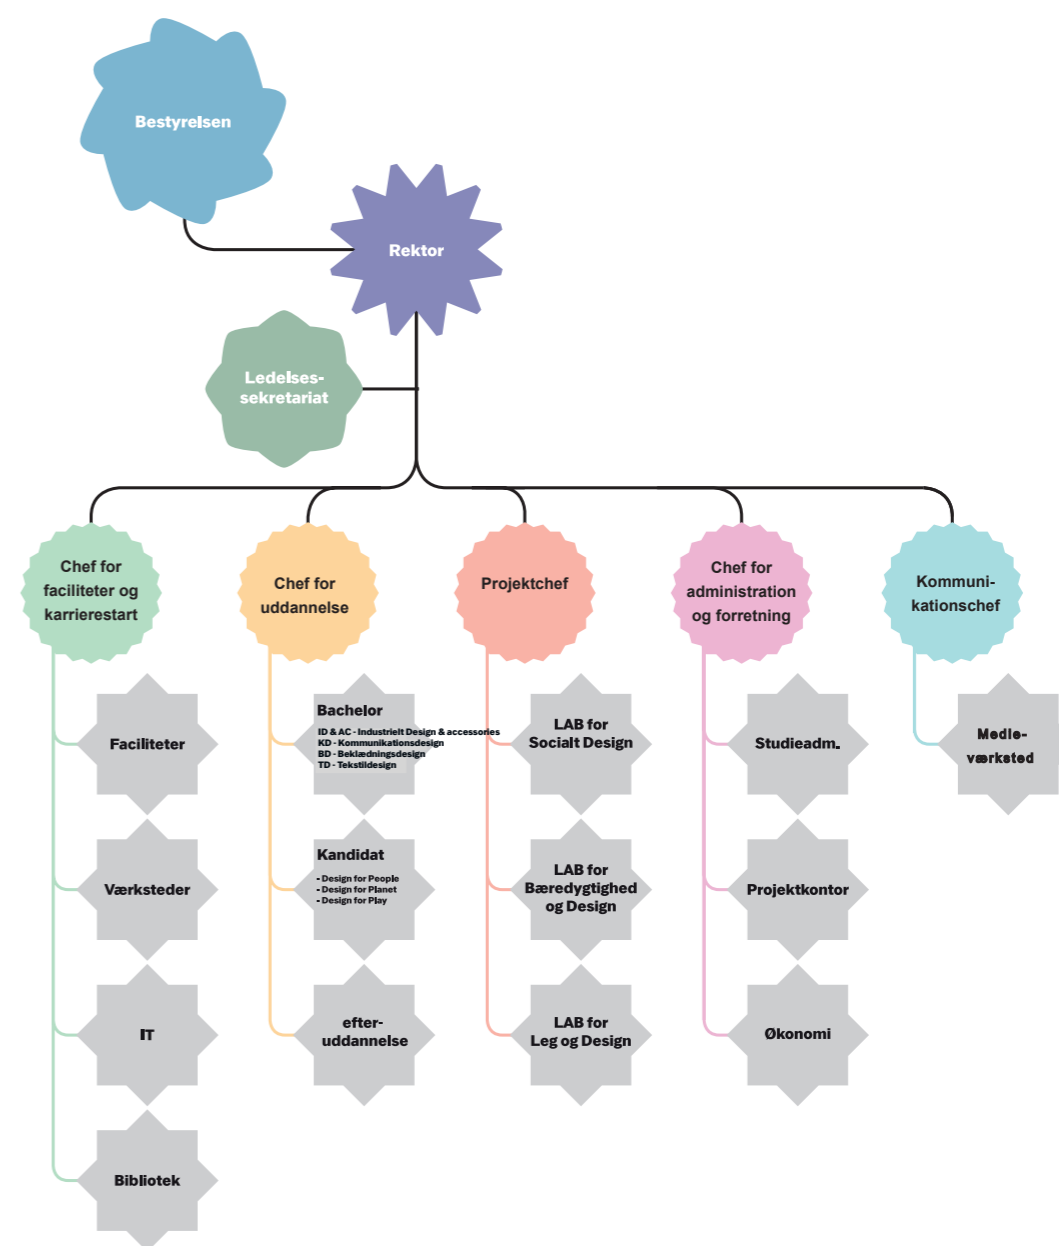 Bestyrelsen
Rektor
Ledelses-
sekretariat
Chef for
faciliteter og
karrierestart
Chef for
uddannelse
Projektchef
Chef for
administration
og forretning
Kommuni-
kationschef
Faciliteter
Værksteder
IT
Bibliotek
Bachelor
ID & AC - Industrielt Design & accessories
KD - Kommunikationsdesign
BD - Beklædningsdesign
TD - Tekstildesign
Kandidat
- Design for People
- Design for Planet
- Design for Play
efter-
uddannelse
LAB for
Socialt Design
LAB for
Bæredygtighed
og Design
LAB for
Leg og Design
Studieadm.
Projektkontor
Økonomi
Medie-
værksted